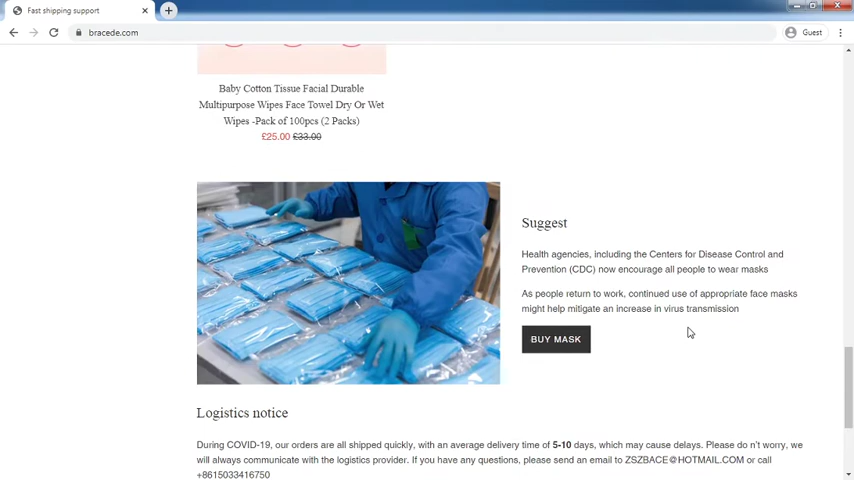 Fast shipping support
bracede.com
Guest
Baby Cotton Tissue Facial Durable
Multipurpose Wipes Face Towel Dry Or Wet
Wipes -Pack of 100pcs (2 Packs)
£25.00 £33.00
Suggest
Health agencies, including the Centers for Disease Control and
Prevention (CDC) now encourage all people to wear masks
As people return to work, continued use of appropriate face masks
might help mitigate an increase in virus transmission
BUY MASK
Logistics notice
During COVID-19, our orders are all shipped quickly, with an average delivery time of 5-10 days, which may cause delays. Please do n't worry, we
will always communicate with the logistics provider. If you have any questions, please send an email to ZSZBACE@HOTMAIL.COM or call
+8615033416750